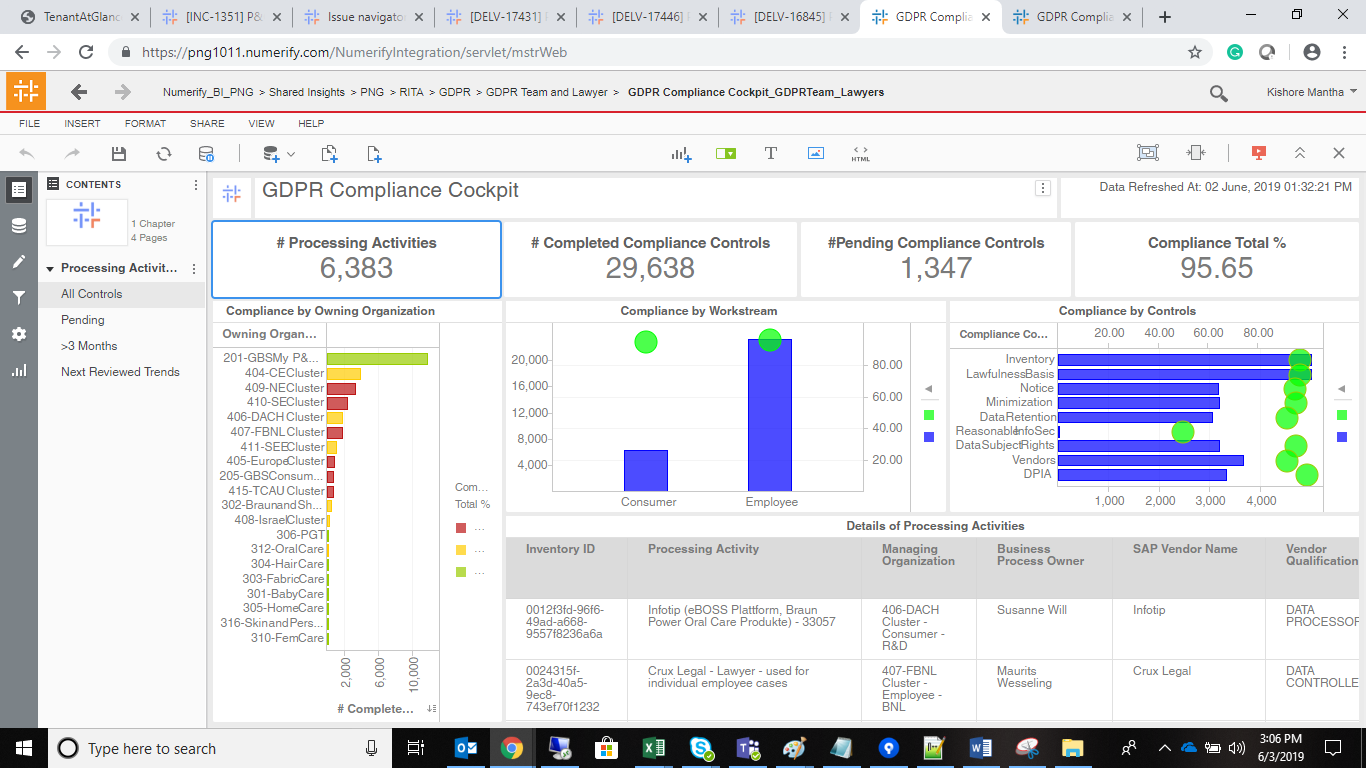 TenantAtGlanc
[INC-1351] P&
Issue navigato
[DELV-17431]
[DELV-17446]
[DELV-16845]
GDPR Complia
GDPR Complia
https://png1011.numerify.com/NumerifyIntegration/servlet/mstrWeb
Numerify_BI_PNG > Shared Insights > PNG > RITA > GDPR > GDPR Team and Lawyer > GDPR Compliance Cockpit_GDPRTeam_Lawyers
Kishore Mantha
FILE INSERT FORMAT SHARE VIEW HELP
HTML
CONTENTS
1 Chapter
4 Pages
Processing Activit...
All Controls
Pending
>3 Months
Next Reviewed Trends
GDPR Compliance Cockpit
Data Refreshed At: 02 June, 2019 01:32:21 PM
# Processing Activities
6,383
# Completed Compliance Controls
29,638
#Pending Compliance Controls
1,347
Compliance Total %
95.65
Compliance by Owning Organization
Owning Organ...
201-GBSMy P&...
404-CECluster
409-NECluster
410-SECluster
406-DACH Cluster
407-FBNL Cluster
411-SEECluster
405-EuropeCluster
205-GBSConsum...
415-TCAU Cluster
302-BraunandSh...
408-IsraelCluster
306-PGT
312-OralCare
304-HairCare
303-FabricCare
301-BabyCare
305-HomeCare
316-SkinandPers...
310-FemCare
2,000
6,000
10,000
# Complete...
Com...
Total %
...
...
...
Compliance by Workstream
20,000
16,000
12,000
8,000
4,000
80.00
60.00
40.00
20.00
Consumer
Employee
Compliance by Controls
Compliance Co...
20.00 40.00 60.00 80.00
Inventory
LawfulnessBasis
Notice
Minimization
DataRetention
ReasonableInfoSec
DataSubjectRights
Vendors
DPIA
1,000 2,000 3,000 4,000
Details of Processing Activities
Inventory ID
Processing Activity
Managing
Organization
Business
Process Owner
SAP Vendor Name
Vendor
Qualification
0012f3fd-96f6-
49ad-a668-
9557f8236a6a
Infotip (eBOSS Plattform, Braun
Power Oral Care Produkte) - 33057
406-DACH
Cluster -
Consumer -
R&D
Susanne Will
Infotip
DATA
PROCESSOR
0024315f-
2a3d-40a5-
9ec8-
743ef70f1232
Crux Legal - Lawyer - used for
individual employee cases
407-FBNL
Cluster -
Employee -
BNL
Maurits
Wesseling
Crux Legal
DATA
CONTROLLE
Type here to search
3:06 PM
6/3/2019